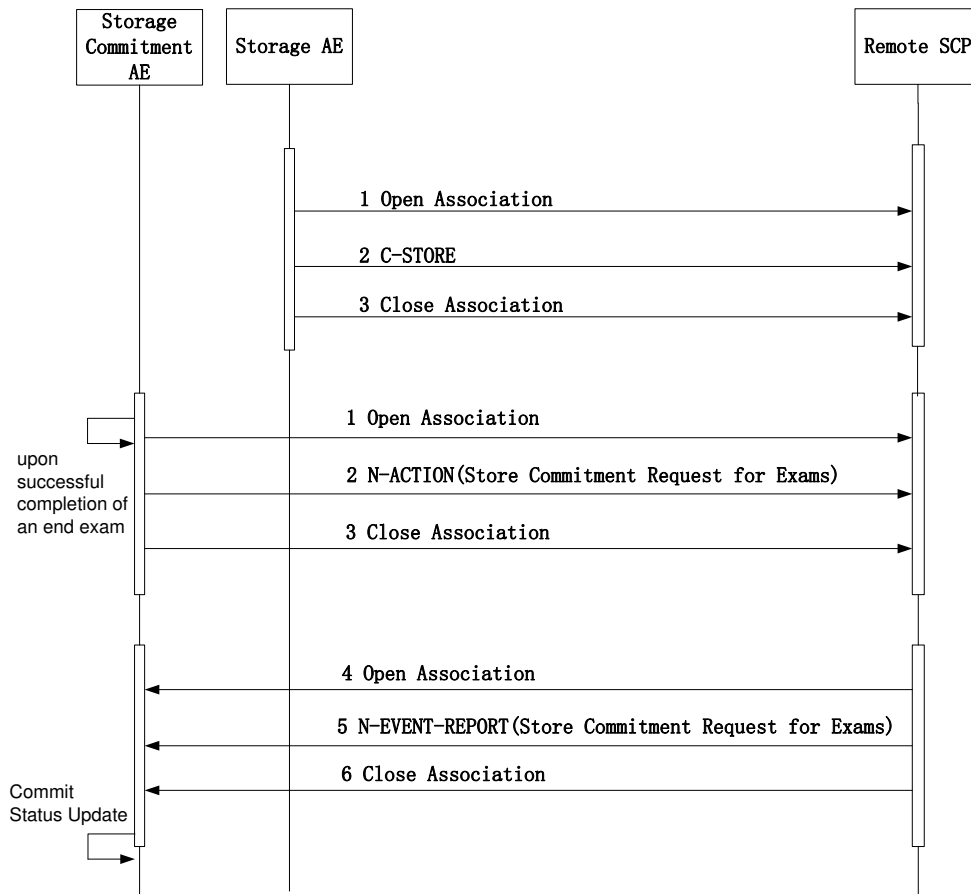 Storage
Commitment
AE
Storage AE
Remote SCP
1 Open Association
2 C-STORE
3 Close Association
1 Open Association
upon
successful
completion of
an end exam
2 N-ACTION(Store Commitment Request for Exams)
3 Close Association
4 Open Association
5 N-EVENT-REPORT(Store Commitment Request for Exams)
6 Close Association
Commit
Status Update